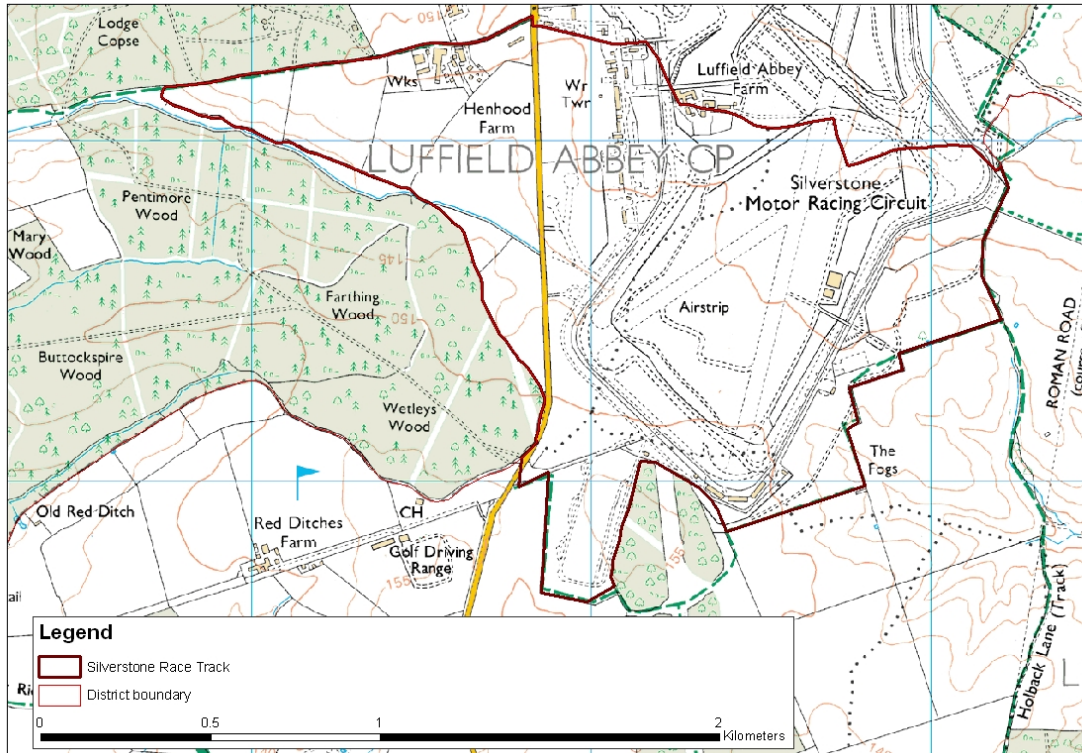 Lodge
Copse
150
150
Wks
Henhood
Farm
Wr
Twr
Luffield Abbey
Farm
LUFFIELD ABBEY CP
Silverstone
Motor Racing Circuit
Pentimore
Wood
Mary
Wood
145
Farthing
Wood
150
Airstrip
Buttockspire
Wood
ROMAN ROAD
Wetleys
Wood
The
Fogs
Old Red Ditch
CH
Red Ditches
Farm
Golf Driving
Range
155
155
Holback Lane (Track)
L
ail
Legend
Silverstone Race Track
District boundary
0
0.5
1
2
Kilometers